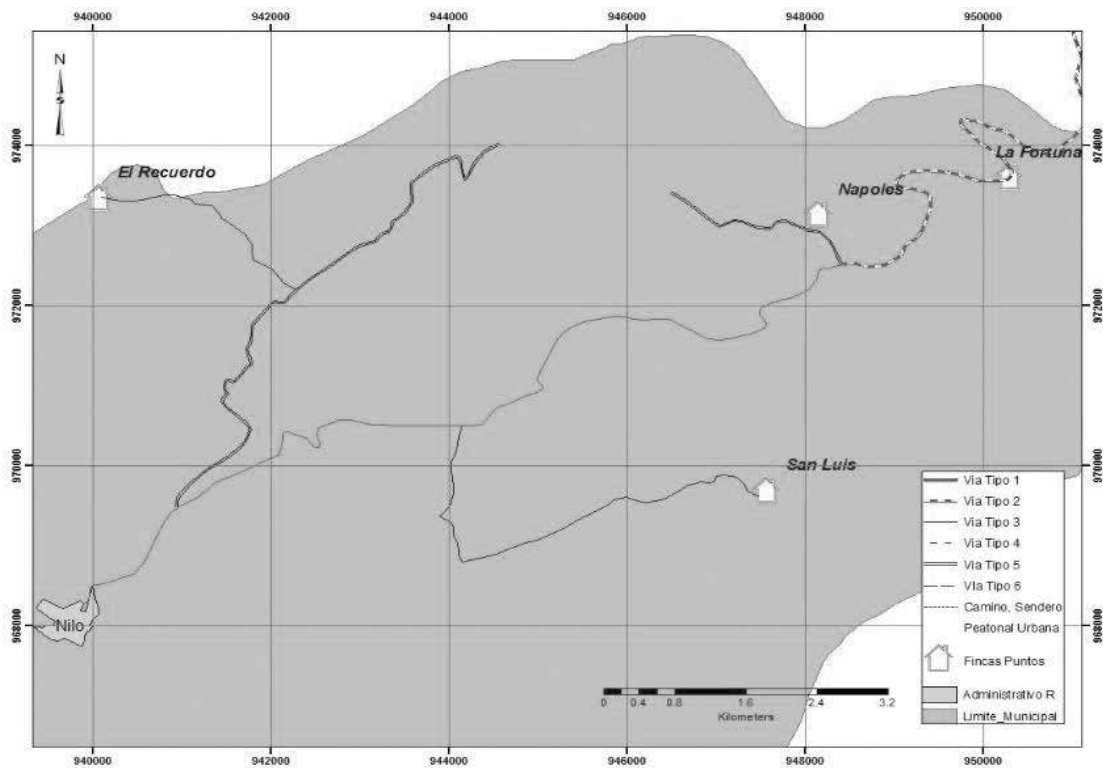 940000 942000 944000 946000 948000 950000
N
974000 974000
El Recuerdo
La Fortuna
Napoles
972000 972000
970000 970000
San Luis
Via Tipo 1
Via Tipo 2
Via Tipo 3
Via Tipo 4
Via Tipo 5
VIa Tipo 6
Camino, Sendero
Peatonal Urbana
Fincas Puntos
Administrativo R
Limite_Municipal
968000 968000
Nilo
0 0.4 0.8 1.6 2.4 3.2
Kilometers
940000 942000 944000 946000 948000 950000